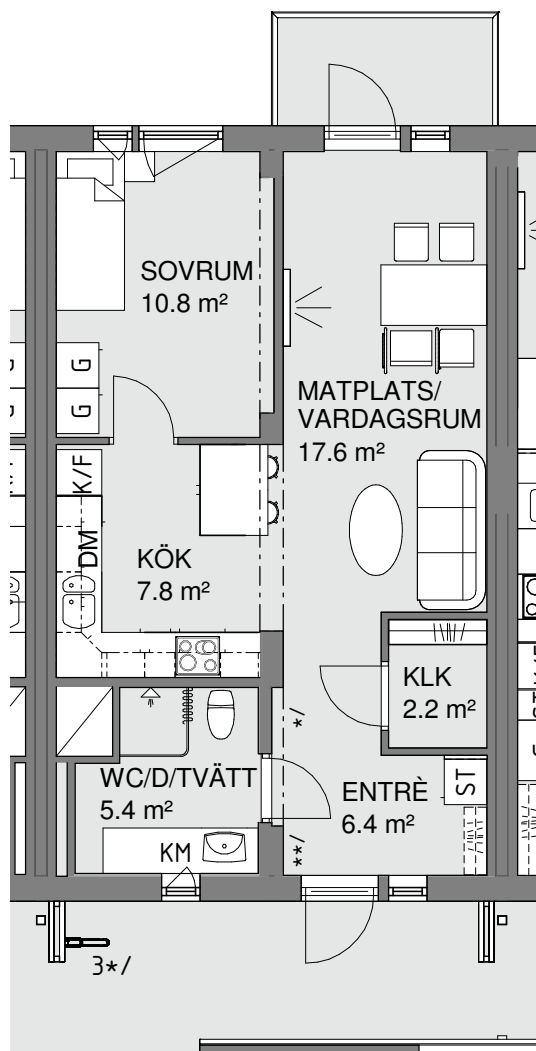 SOVRUM
10.8 m²
G
G
G
G
MATPLATS/
VARDAGSRUM
17.6 m²
K/F
DM
KÖK
7.8 m²
KLK
2.2 m²
*/
WC/D/TVÄTT
5.4 m²
ENTRÈ
6.4 m²
ST
KM
**/
3*/